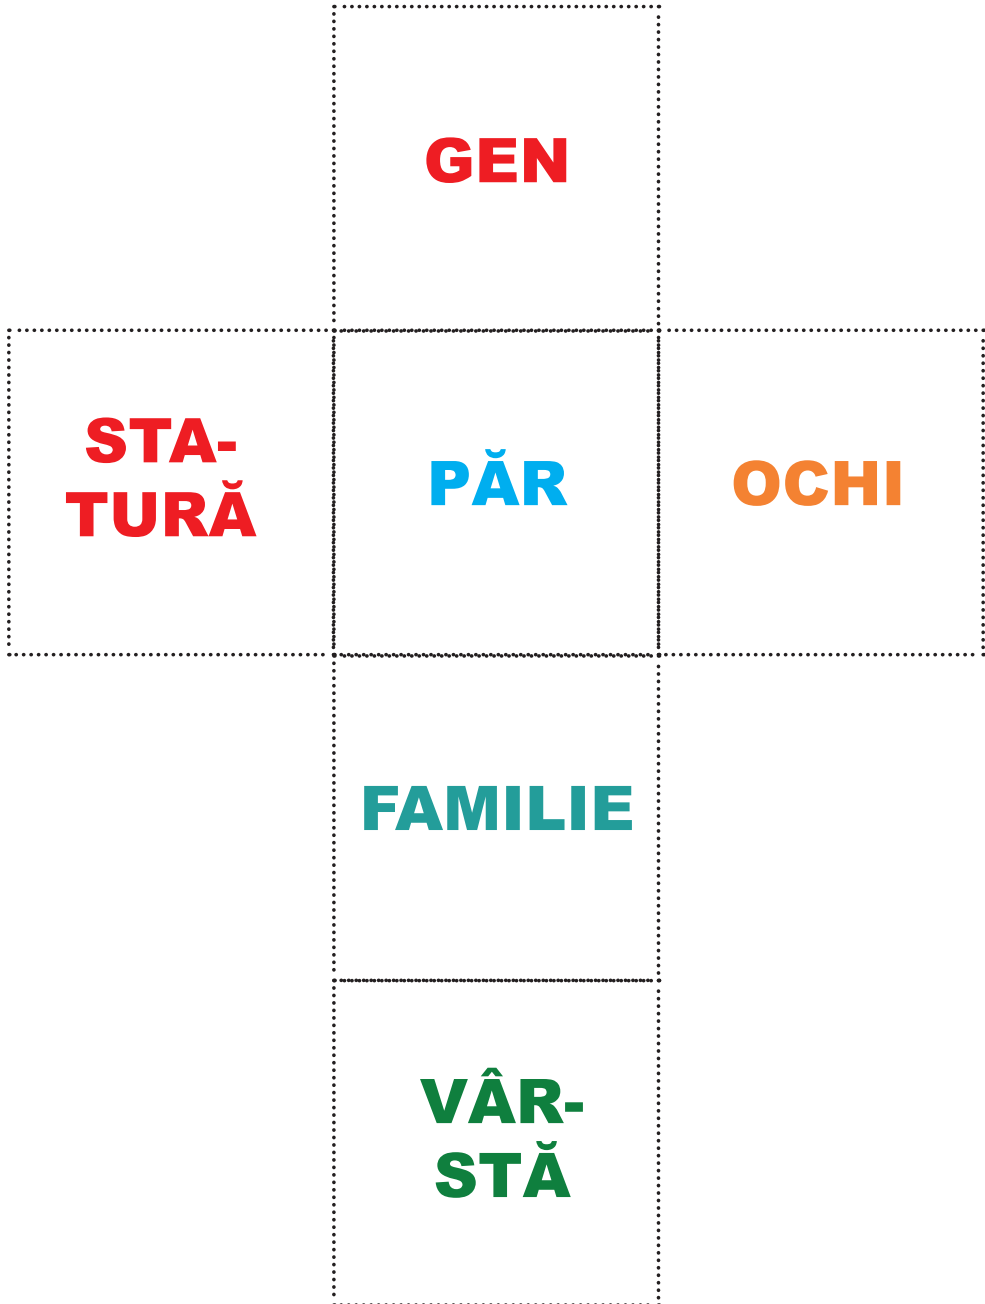 GEN
STA-
TURĂ
PĂR
OCHI
FAMILIE
VÂR-
STĂ